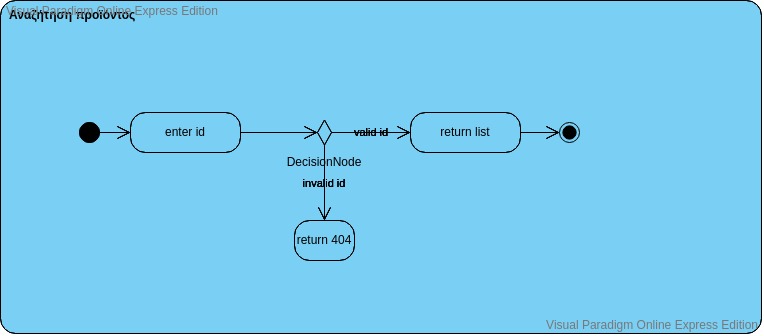 Visual Paradigm Online Express Edition
Αναζήτηση προϊόντος
enter id
valid id
return list
DecisionNode
invalid id
return 404
Visual Paradigm Online Express Edition